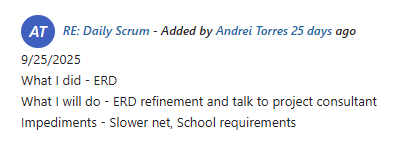 AT
RE: Daily Scrum - Added by Andrei Torres 25 days ago
9/25/2025
What I did - ERD
What I will do - ERD refinement and talk to project consultant
Impediments - Slower net, School requirements